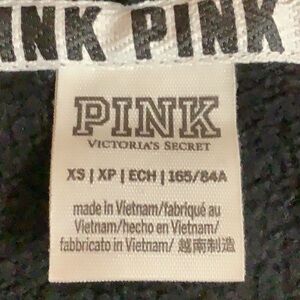 INK PINK
PINK
VICTORIA'S SECRET
XS | XP | ECH | 165/84A
made in Vietnam/fabriqué au
Vietnam/hecho en Vietnam/
fabbricato in Vietnam/ 越南制造